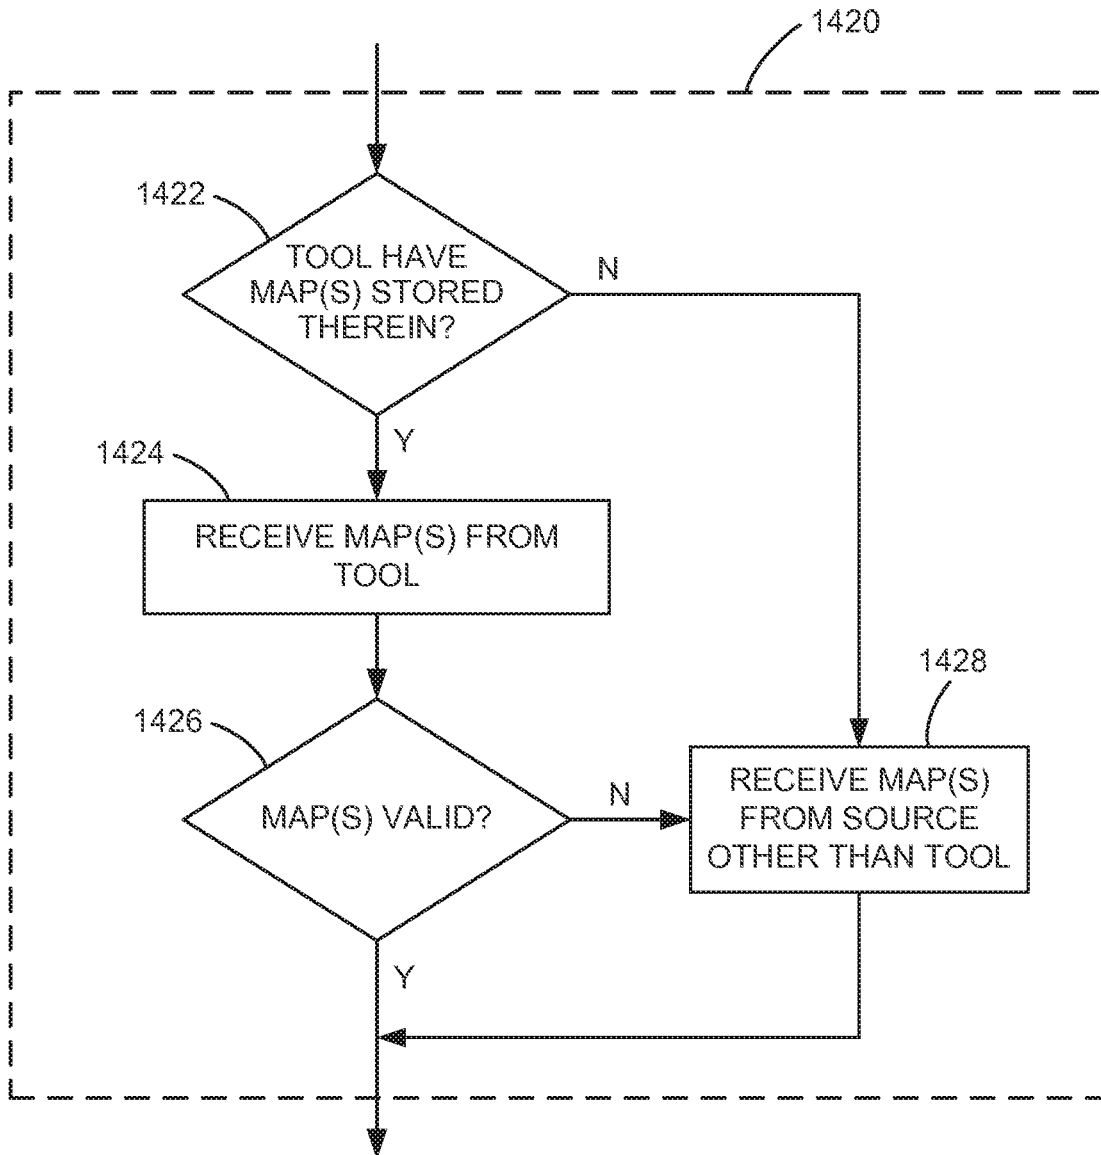 1420
1422
TOOL HAVE
MAP(S) STORED
THEREIN?
N
Y
1424
RECEIVE MAP(S) FROM
TOOL
1428
1426
MAP(S) VALID?
N
RECEIVE MAP(S)
FROM SOURCE
OTHER THAN TOOL
Y